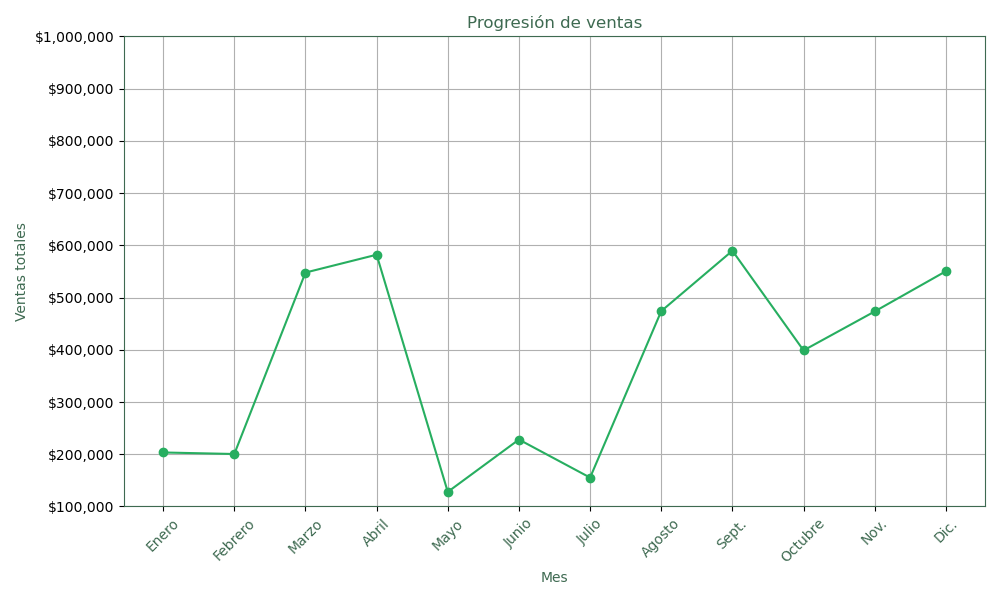 Progresión de ventas
$1,000,000
$900,000
$800,000
$700,000
$600,000
$500,000
$400,000
$300,000
$200,000
$100,000
Ventas totales
Enero
Febrero
Marzo
Abril
Mayo
Junio
Julio
Agosto
Sept.
Octubre
Nov.
Dic.
Mes